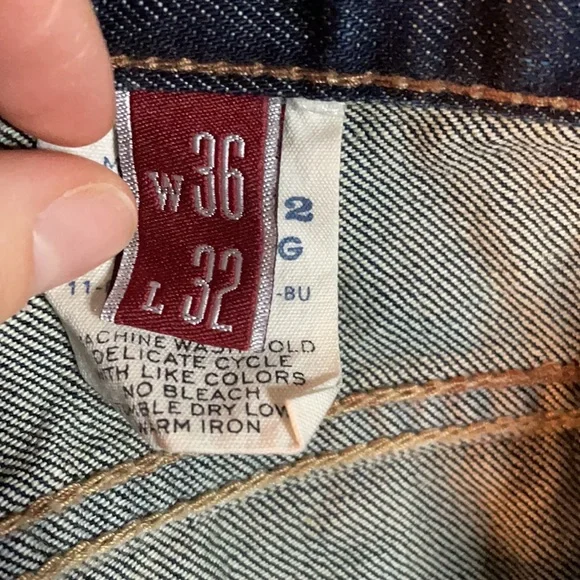 W 36
L 32
2
G
11-
-BU
MACHINE WASH COLD
DELICATE CYCLE
WITH LIKE COLORS
NO BLEACH
TUMBLE DRY LOW
WARM IRON